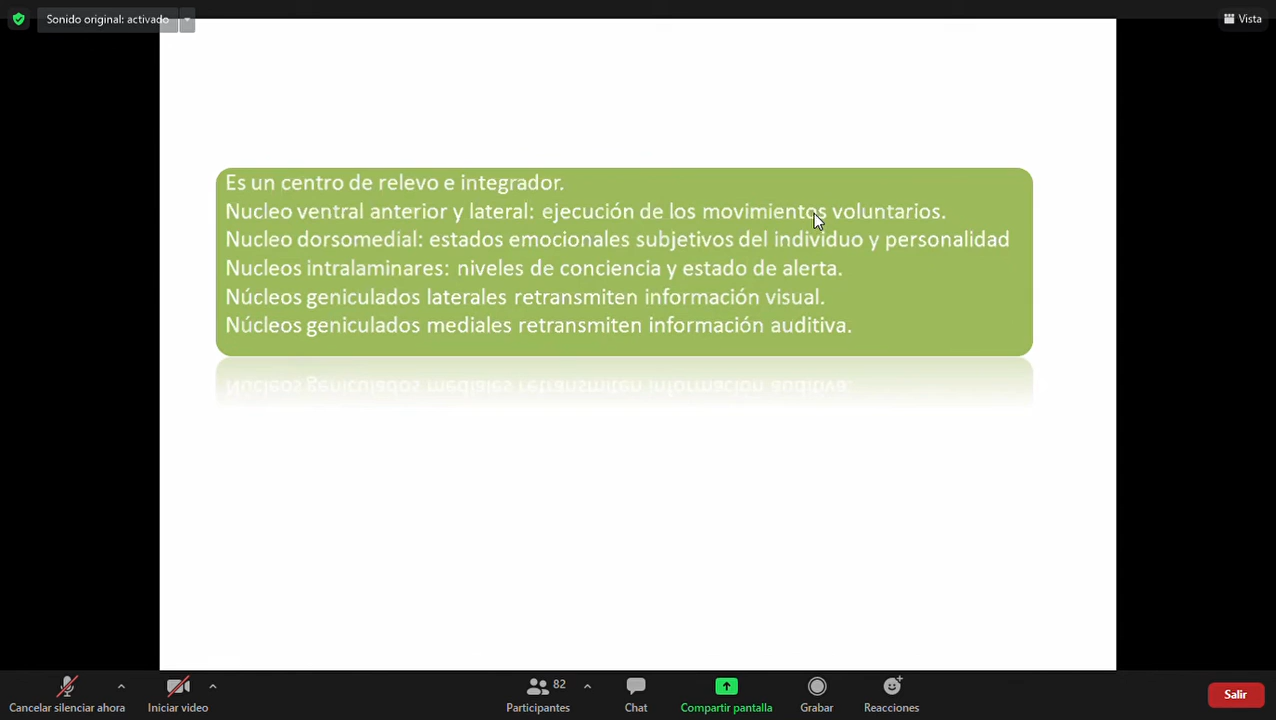 Sonido original: activado
Vista
Es un centro de relevo e integrador.
Nucleo ventral anterior y lateral: ejecución de los movimientos voluntarios.
Nucleo dorsomedial: estados emocionales subjetivos del individuo y personalidad
Nucleos intralaminares: niveles de conciencia y estado de alerta.
Núcleos geniculados laterales retransmiten información visual.
Núcleos geniculados mediales retransmiten información auditiva.
Cancelar silenciar ahora
Iniciar video
82
Participantes
Chat
Compartir pantalla
Grabar
Reacciones
Salir